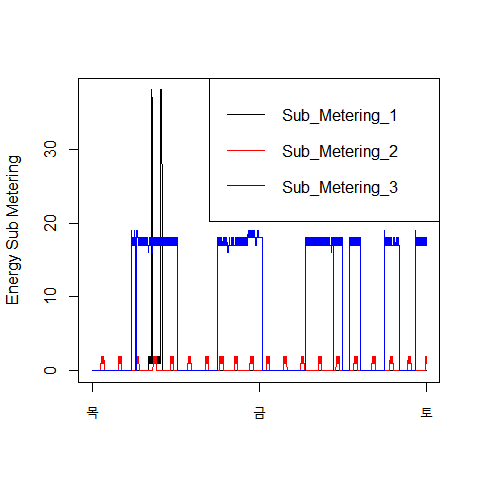 Sub_Metering_1
Sub_Metering_2
Sub_Metering_3
Energy Sub Metering
30
20
10
0
목 금 토